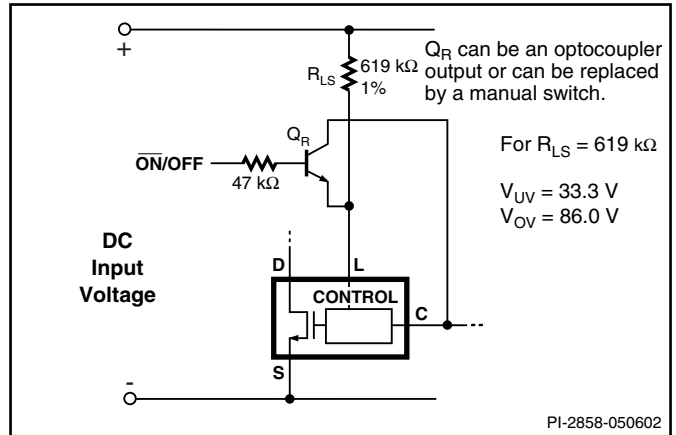 +
R_LS
619 kΩ
1%
Q_R can be an optocoupler
output or can be replaced
by a manual switch.
Q_R
For R_LS = 619 kΩ
O̅N̅/OFF
47 kΩ
V_UV = 33.3 V
V_OV = 86.0 V
DC
Input
Voltage
D
L
CONTROL
C
S
-
PI-2858-050602